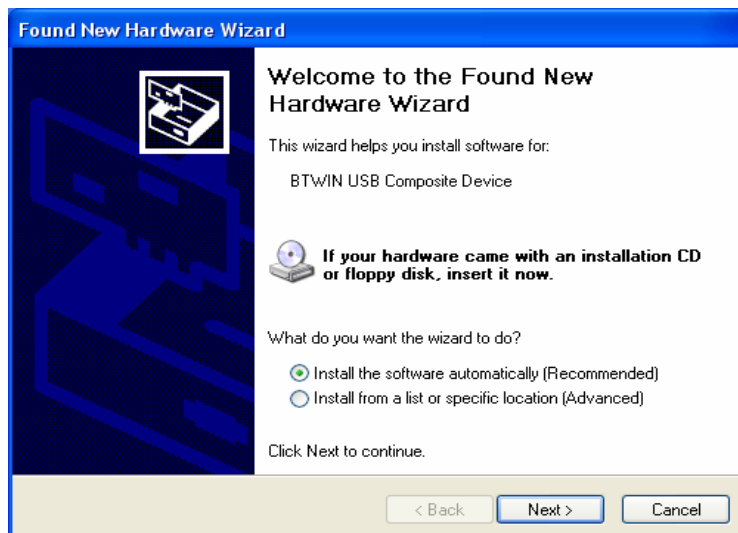 Found New Hardware Wizard
Welcome to the Found New
Hardware Wizard
This wizard helps you install software for:
BTWIN USB Composite Device
If your hardware came with an installation CD
or floppy disk, insert it now.
What do you want the wizard to do?
Install the software automatically (Recommended)
Install from a list or specific location (Advanced)
Click Next to continue.
< Back
Next >
Cancel